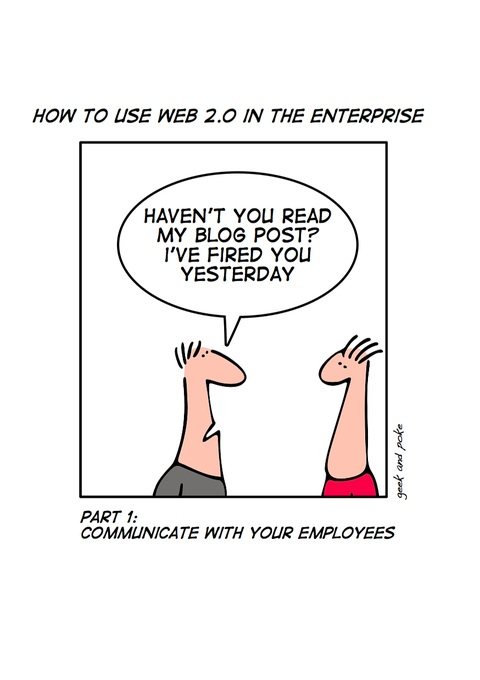 HOW TO USE WEB 2.0 IN THE ENTERPRISE
HAVEN'T YOU READ
MY BLOG POST?
I'VE FIRED YOU
YESTERDAY
geek and poke
PART 1:
COMMUNICATE WITH YOUR EMPLOYEES